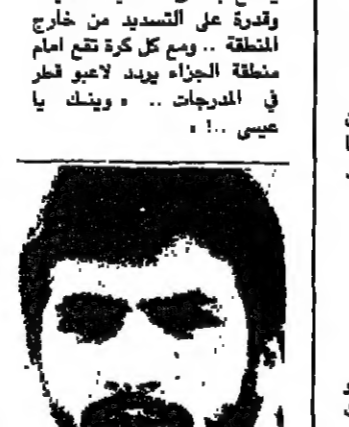 وقدرة على التسديد من خارج
المنطقة .. ومع كل كرة تقع امام
منطقة الجزاء يردد لاعبو قطر
في المدرجات .. « وينك يا
عيسى ..! »